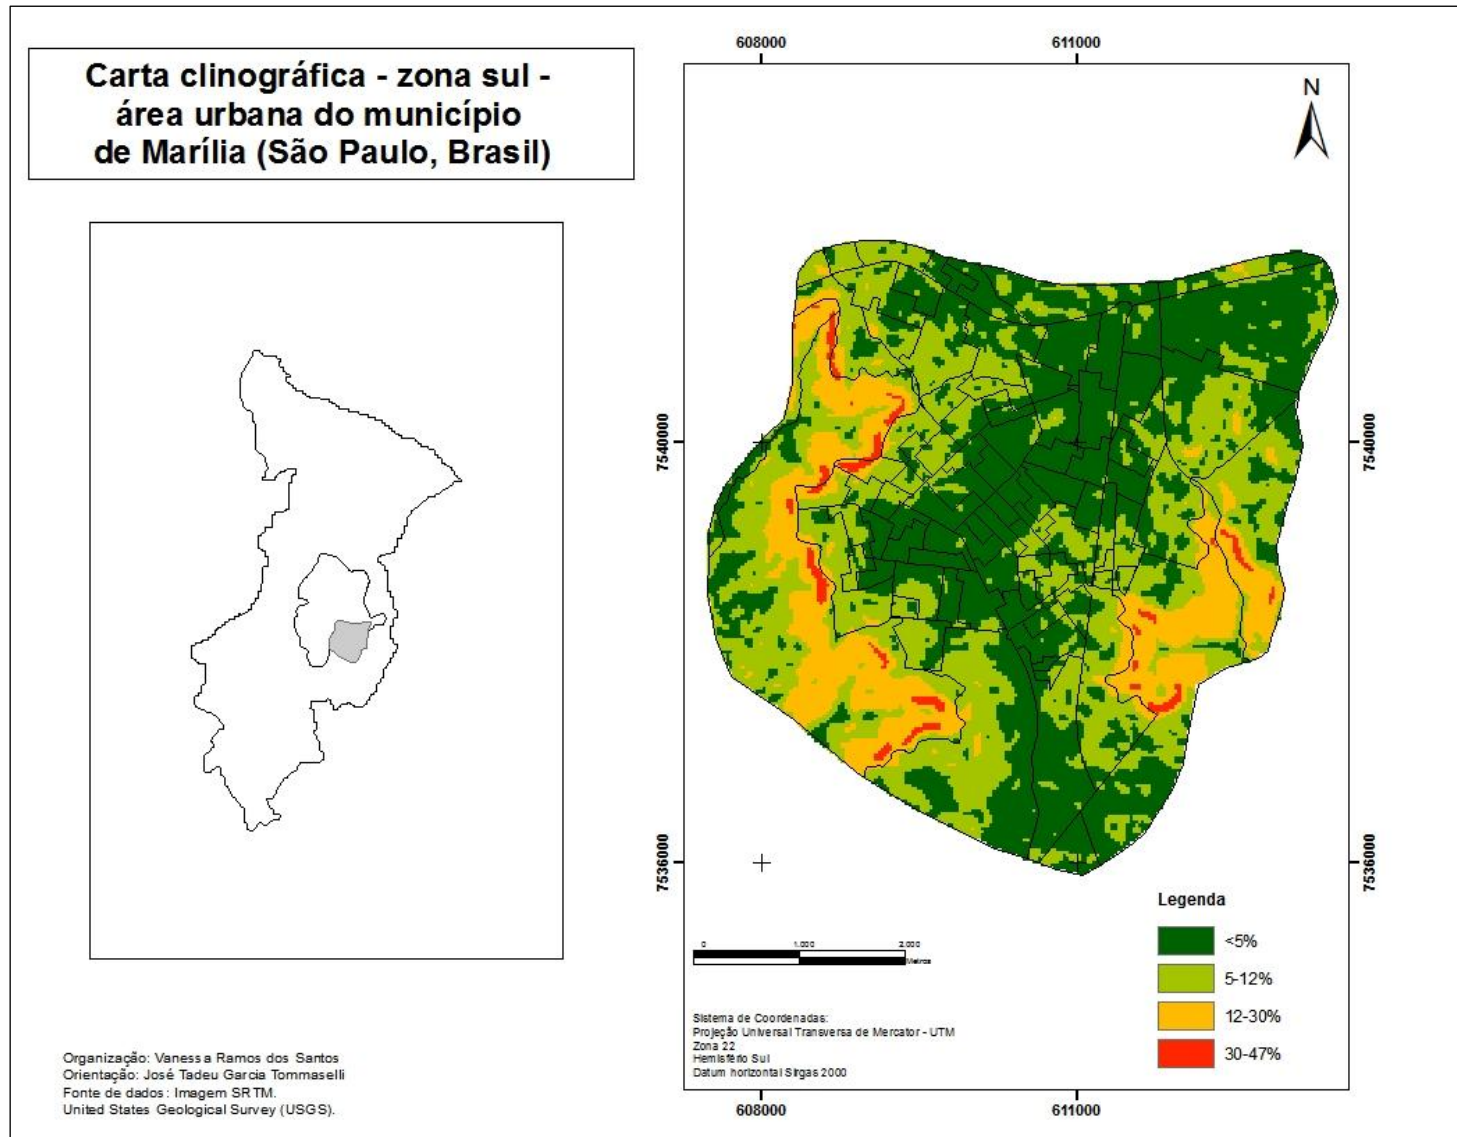 Carta clinográfica - zona sul -
área urbana do município
de Marília (São Paulo, Brasil)
608000
611000
N
7540000
7540000
7536000
7536000
Legenda
<5%
5-12%
12-30%
30-47%
0 1.000 2.000
Metros
Sistema de Coordenadas:
Projeção Universal Transversa de Mercator - UTM
Zona 22
Hemisfério Sul
Datum horizontal Sirgas 2000
608000
611000
Organização: Vanessa Ramos dos Santos
Orientação: José Tadeu Garcia Tommaselli
Fonte de dados: Imagem SRTM.
United States Geological Survey (USGS).